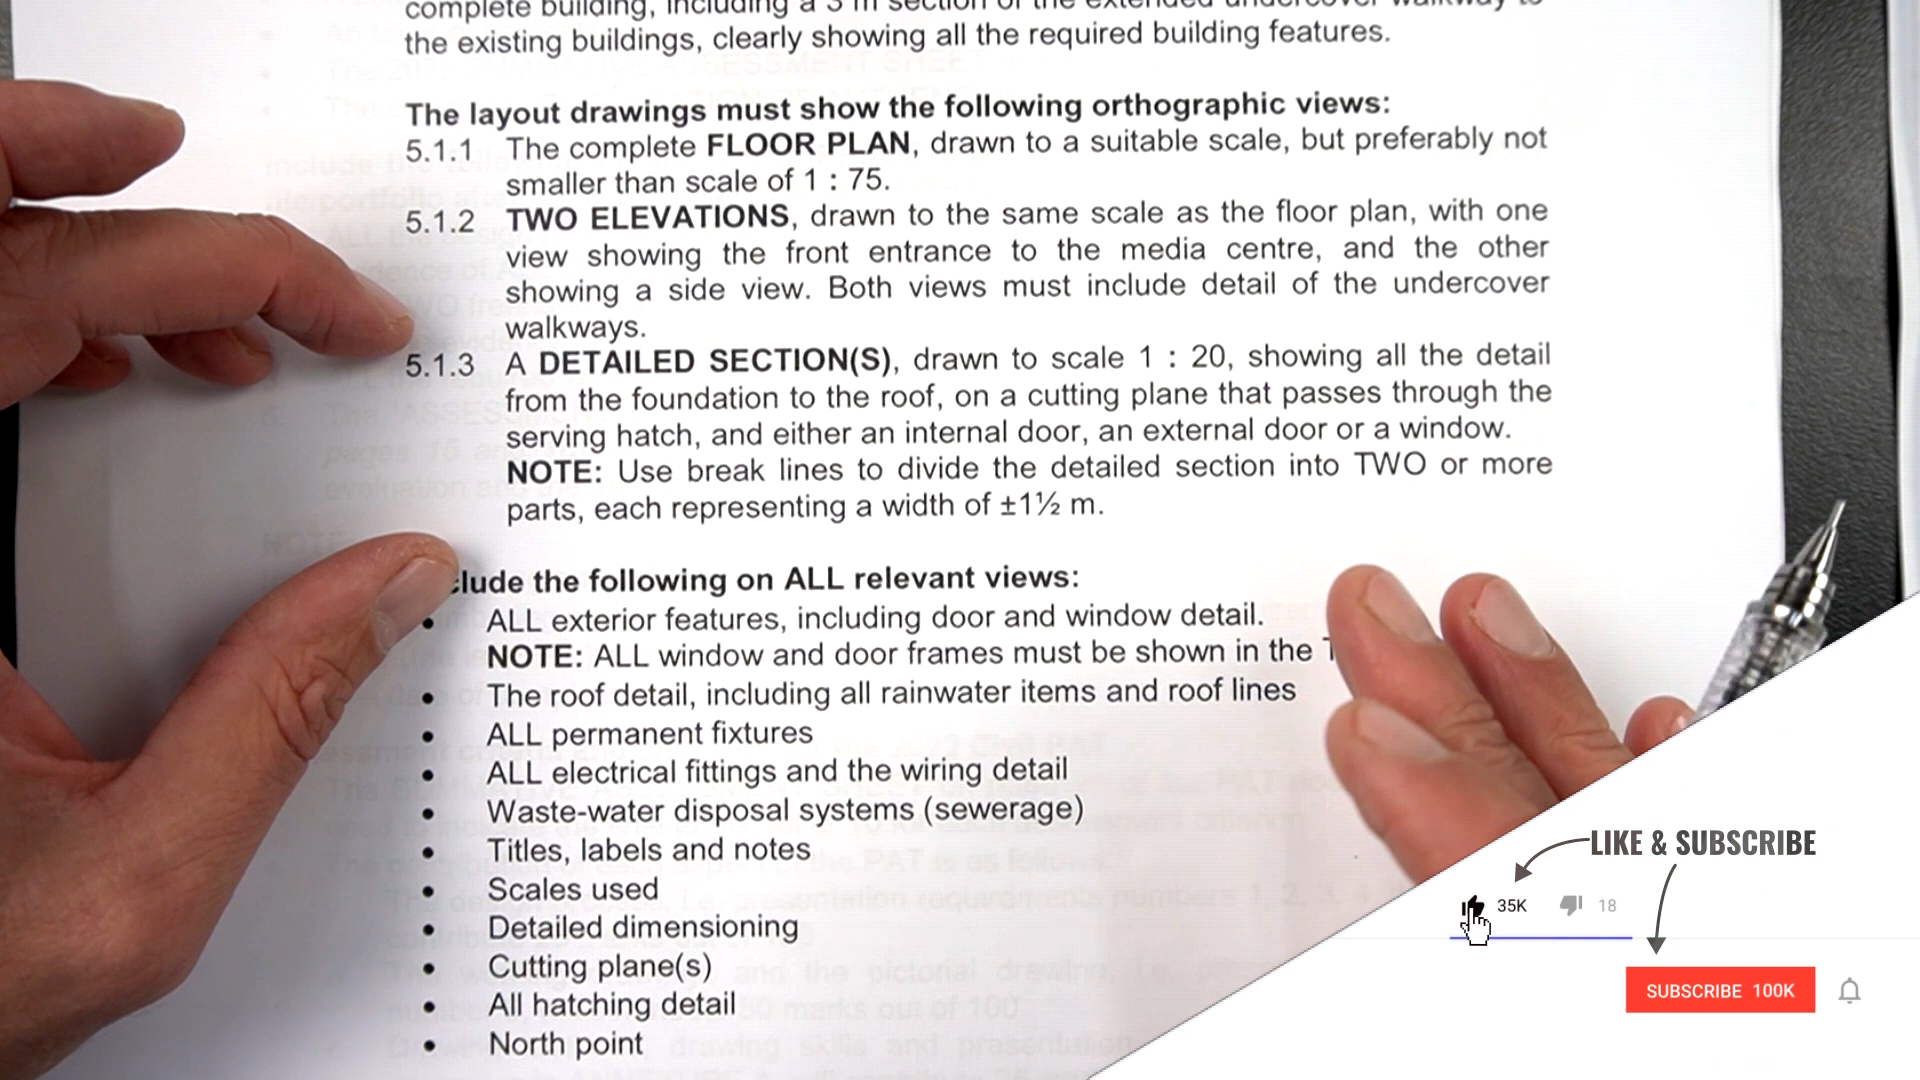 complete building, including a 3 m section of the extended undercover walkway to
the existing buildings, clearly showing all the required building features.
The layout drawings must show the following orthographic views:
5.1.1 The complete FLOOR PLAN, drawn to a suitable scale, but preferably not
smaller than scale of 1 : 75.
5.1.2 TWO ELEVATIONS, drawn to the same scale as the floor plan, with one
view showing the front entrance to the media centre, and the other
showing a side view. Both views must include detail of the undercover
walkways.
5.1.3 A DETAILED SECTION(S), drawn to scale 1 : 20, showing all the detail
from the foundation to the roof, on a cutting plane that passes through the
serving hatch, and either an internal door, an external door or a window.
NOTE: Use break lines to divide the detailed section into TWO or more
parts, each representing a width of ±1½ m.
clude the following on ALL relevant views:
• ALL exterior features, including door and window detail.
NOTE: ALL window and door frames must be shown in the
• The roof detail, including all rainwater items and roof lines
• ALL permanent fixtures
• ALL electrical fittings and the wiring detail
• Waste-water disposal systems (sewerage)
• Titles, labels and notes
• Scales used
• Detailed dimensioning
• Cutting plane(s)
• All hatching detail
• North point
LIKE & SUBSCRIBE
35K 18
SUBSCRIBE 100K